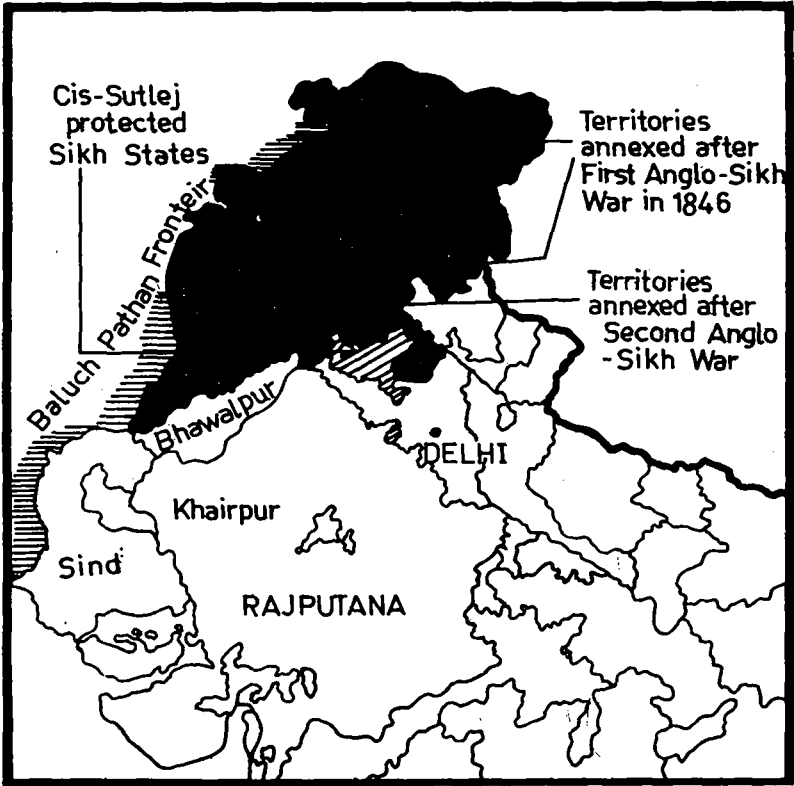 Cis-Sutlej
protected
Sikh States
Territories
annexed after
First Anglo-Sikh
War in 1846
Territories
annexed after
Second Anglo
-Sikh War
Baluch Pathan Fronteir
Bhawalpur
DELHI
Khairpur
Sind
RAJPUTANA